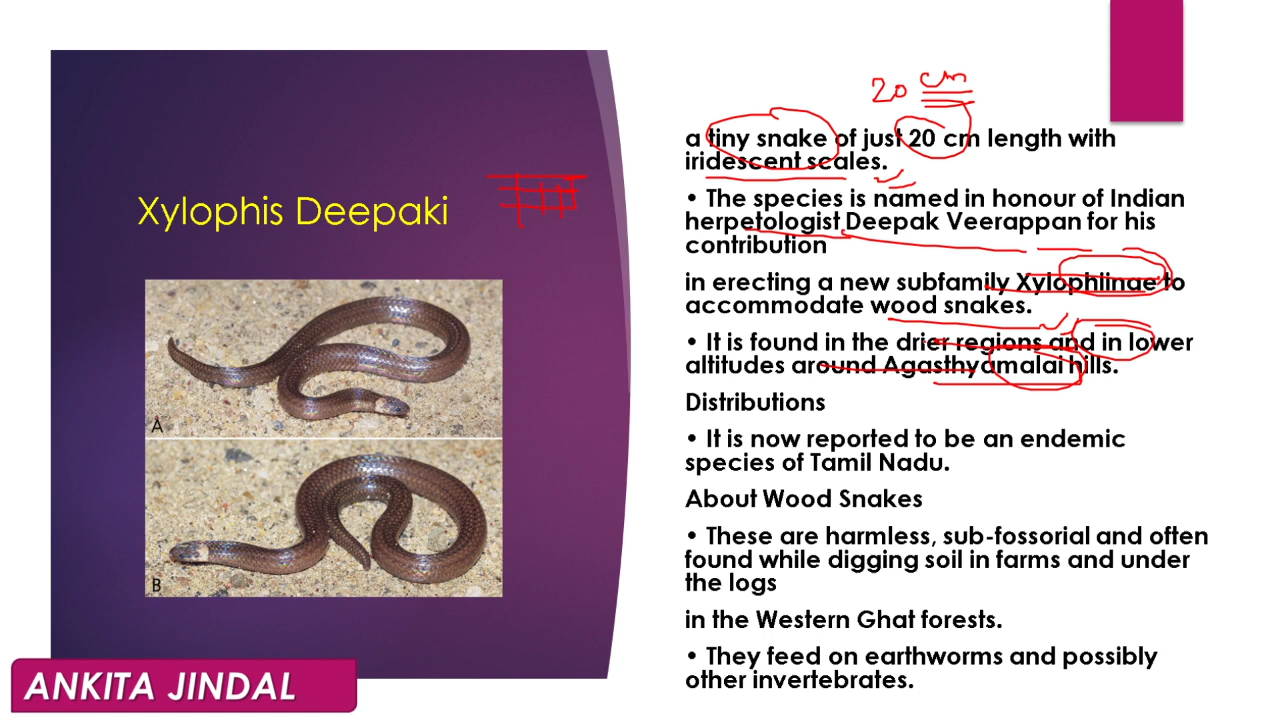 20 cm
a tiny snake of just 20 cm length with
iridescent scales.
• The species is named in honour of Indian
herpetologist Deepak Veerappan for his
contribution
in erecting a new subfamily Xylophiinae to
accommodate wood snakes.
• It is found in the drier regions and in lower
altitudes around Agasthyamalai hills.
Distributions
• It is now reported to be an endemic
species of Tamil Nadu.
About Wood Snakes
• These are harmless, sub-fossorial and often
found while digging soil in farms and under
the logs
in the Western Ghat forests.
• They feed on earthworms and possibly
other invertebrates.
Xylophis Deepaki
A
B
ANKITA JINDAL